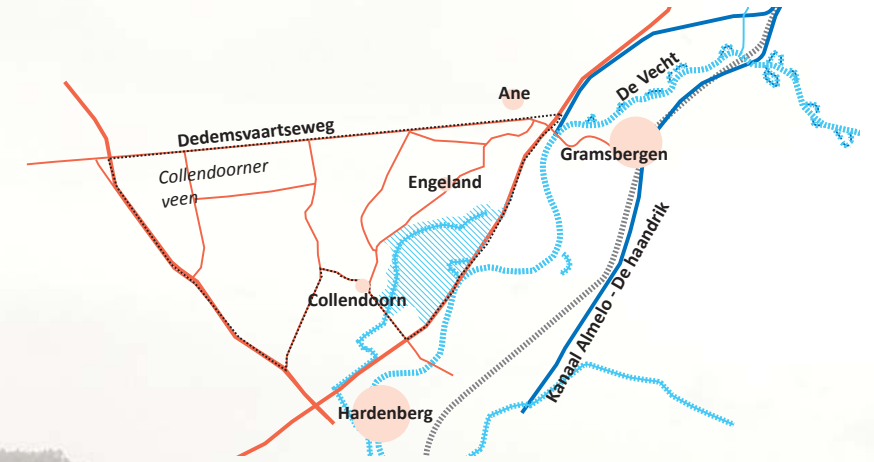 De Vecht
Ane
Dedemsvaartseweg
Gramsbergen
Collendoorner
veen
Engeland
Kanaal Almelo - De haandrik
Collendoorn
Hardenberg